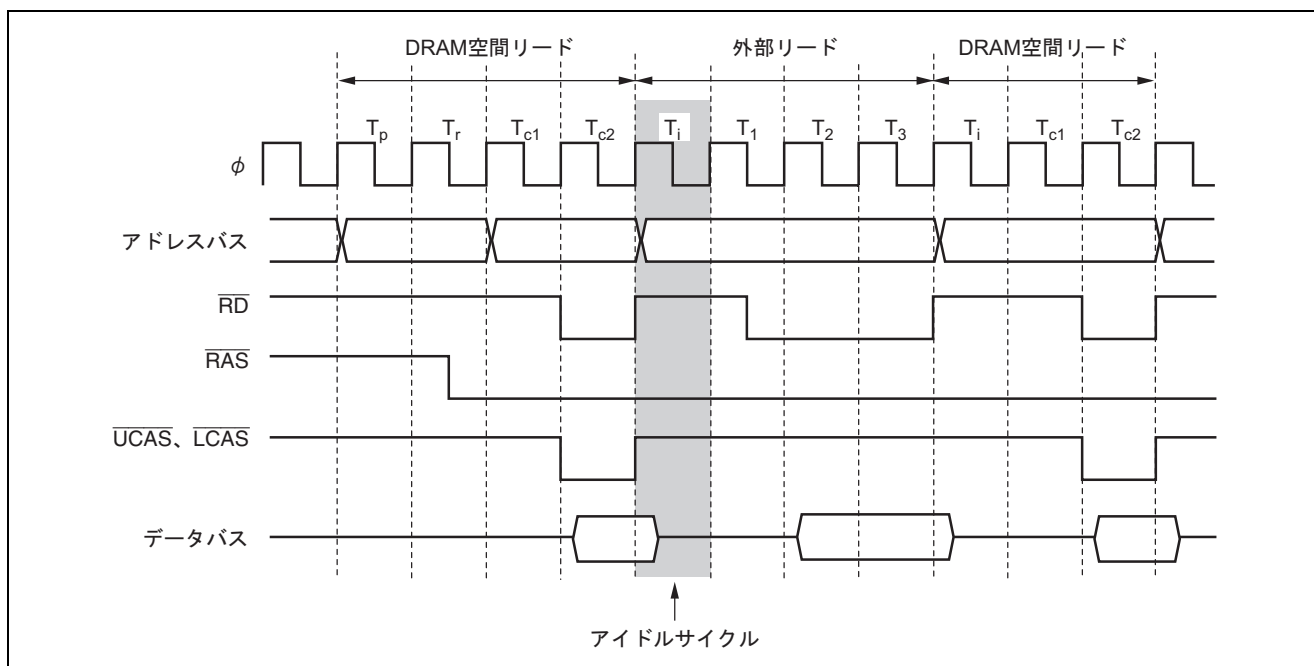 DRAM空間リード 外部リード DRAM空間リード
Tp Tr Tc1 Tc2 Ti T1 T2 T3 Ti Tc1 Tc2
φ
アドレスバス
RD
RAS
UCAS、LCAS
データバス
アイドルサイクル